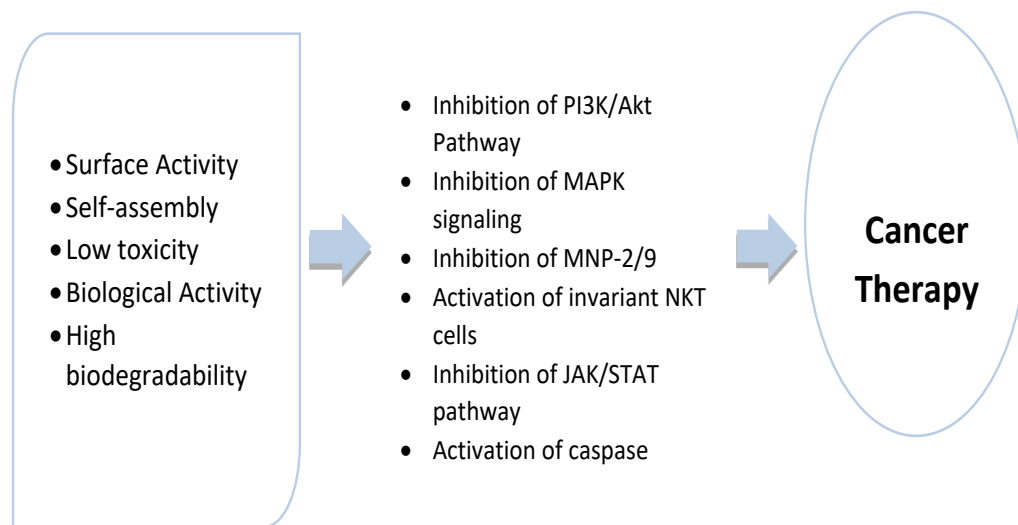 • Surface Activity
• Self-assembly
• Low toxicity
• Biological Activity
• High
biodegradability
• Inhibition of PI3K/Akt
Pathway
• Inhibition of MAPK
signaling
• Inhibition of MNP-2/9
• Activation of invariant NKT
cells
• Inhibition of JAK/STAT
pathway
• Activation of caspase
Cancer
Therapy